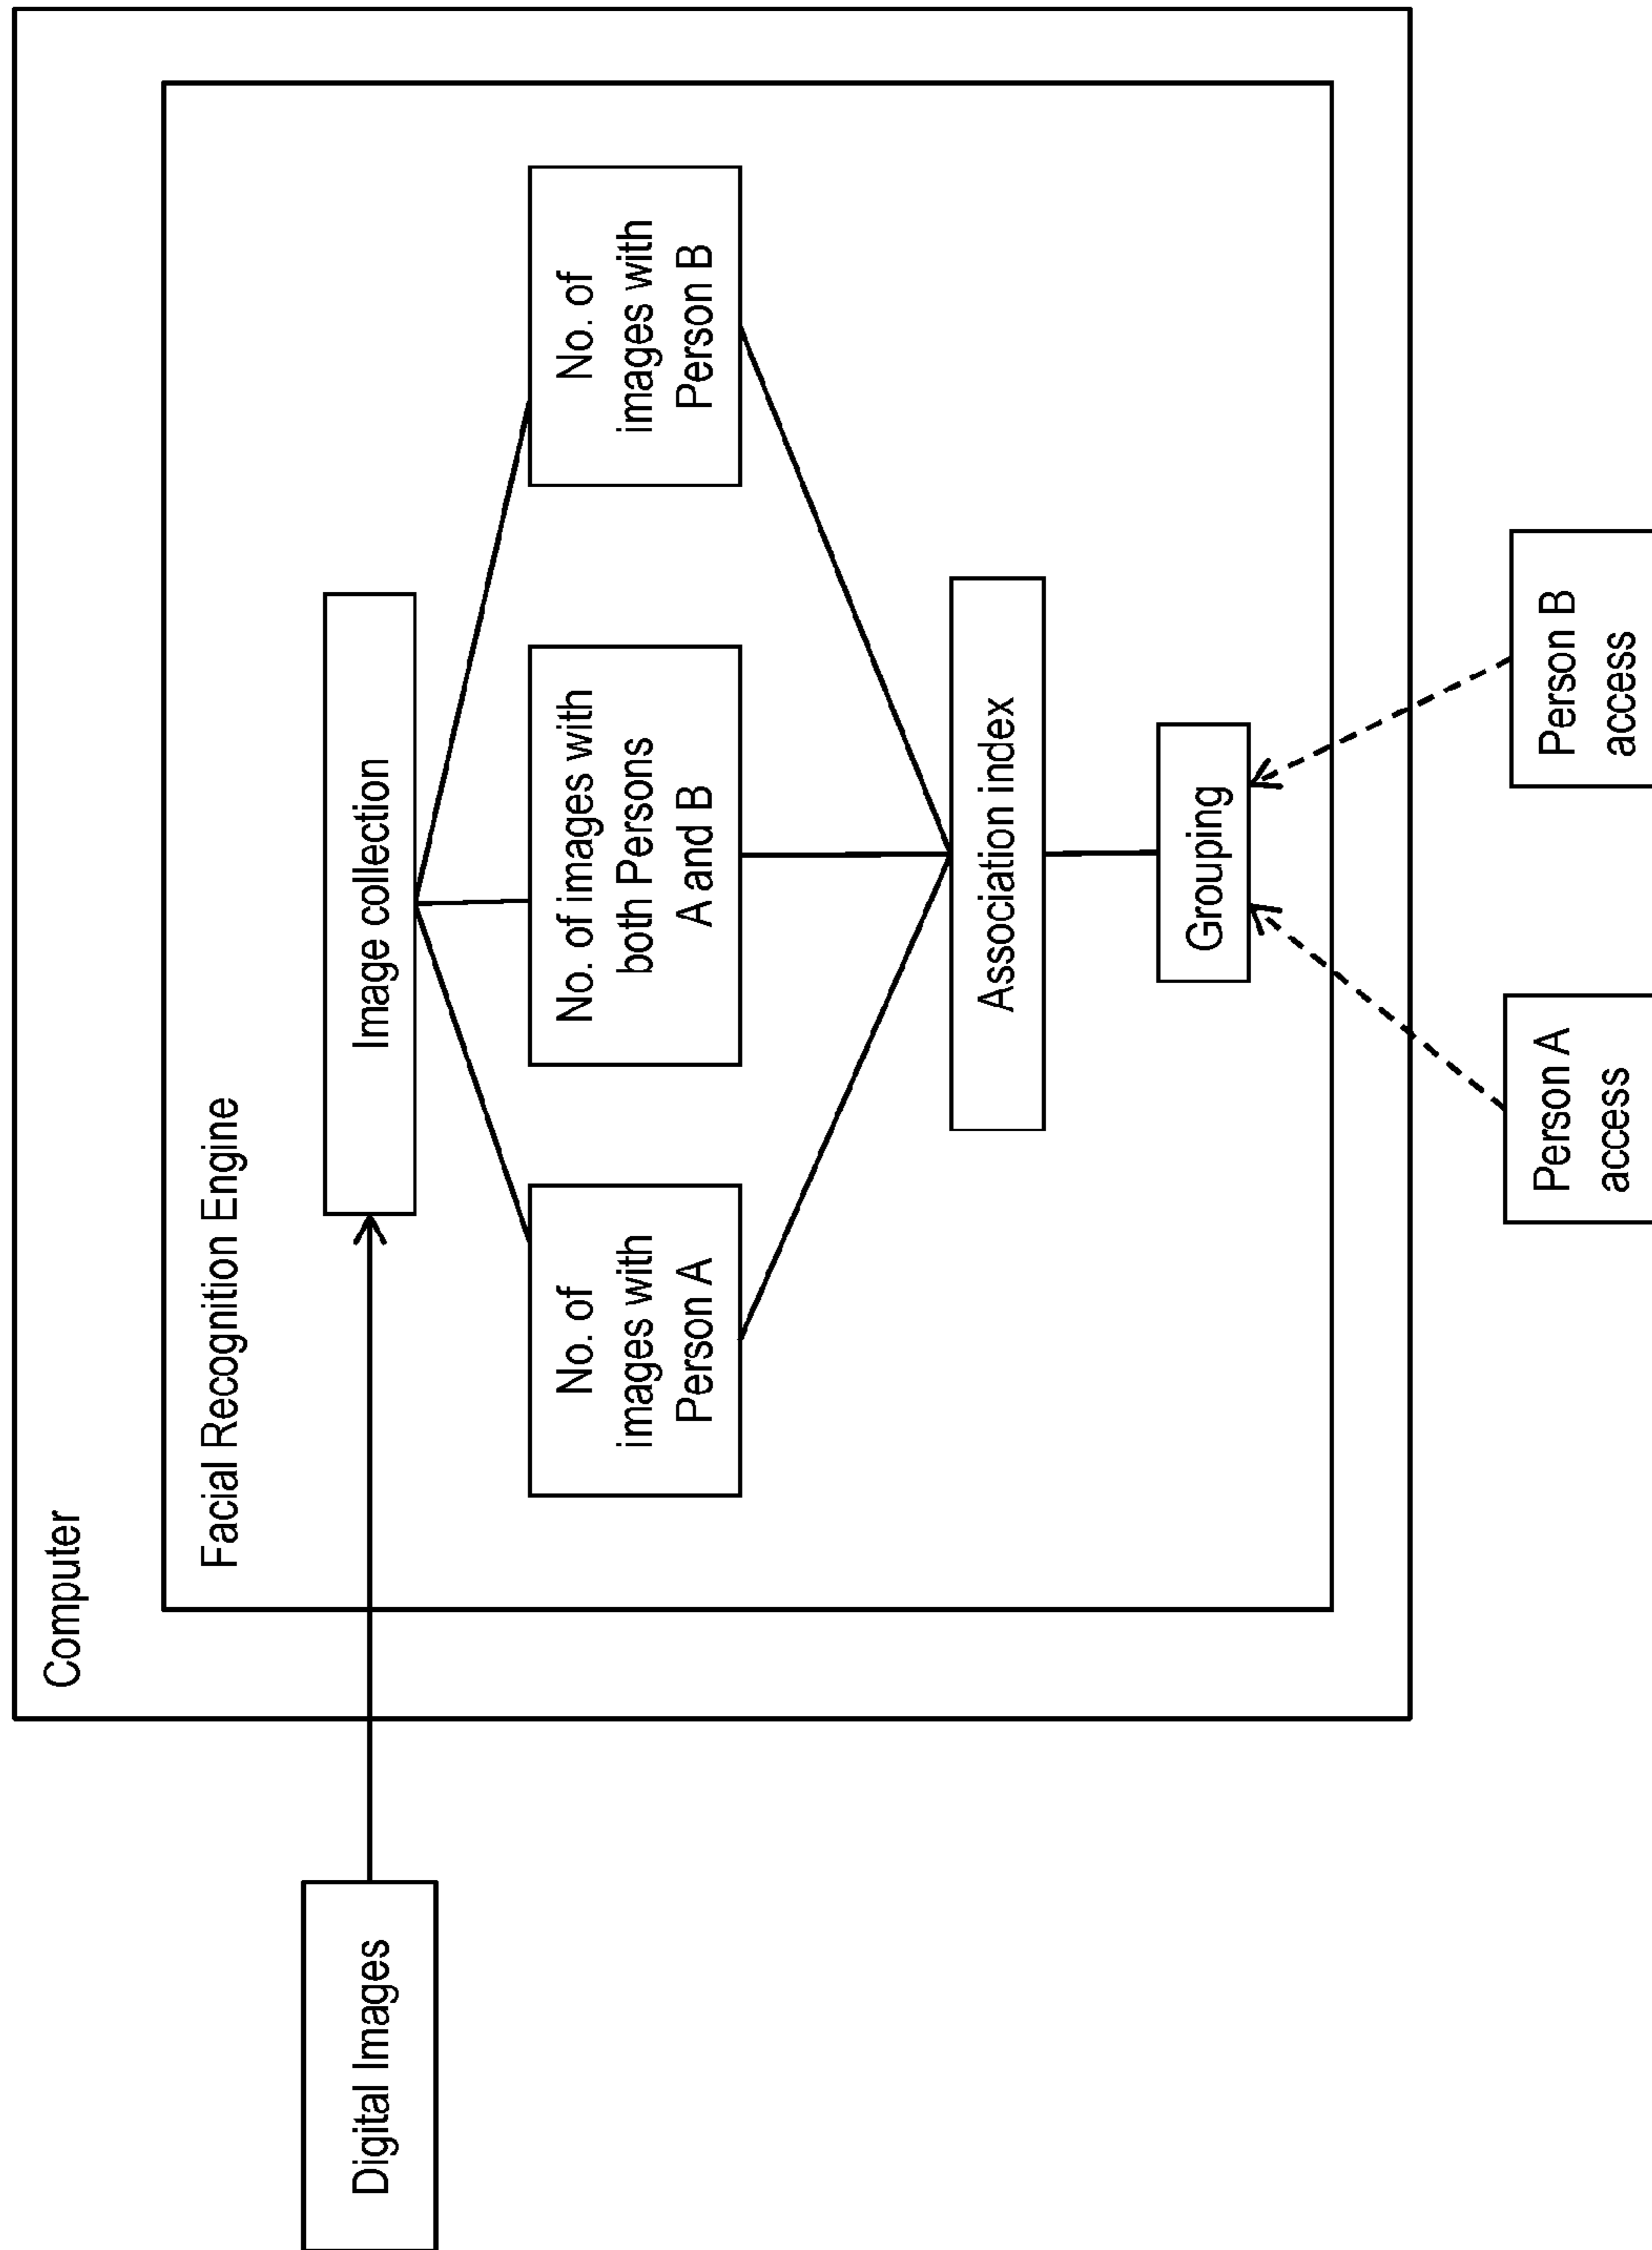 Computer
Facial Recognition Engine
Digital Images
Image collection
No. of
images with
Person A
No. of images with
both Persons
A and B
No. of
images with
Person B
Association index
Grouping
Person A
access
Person B
access